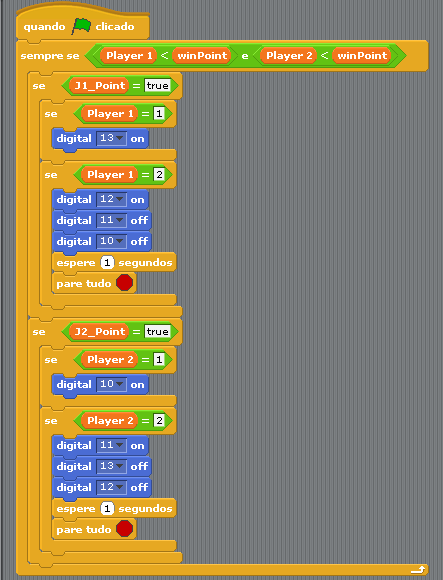 quando clicado
sempre se Player 1 < winPoint e Player 2 < winPoint
se J1_Point = true
se Player 1 = 1
digital 13 on
se Player 1 = 2
digital 12 on
digital 11 off
digital 10 off
espere 1 segundos
pare tudo
se J2_Point = true
se Player 2 = 1
digital 10 on
se Player 2 = 2
digital 11 on
digital 13 off
digital 12 off
espere 1 segundos
pare tudo